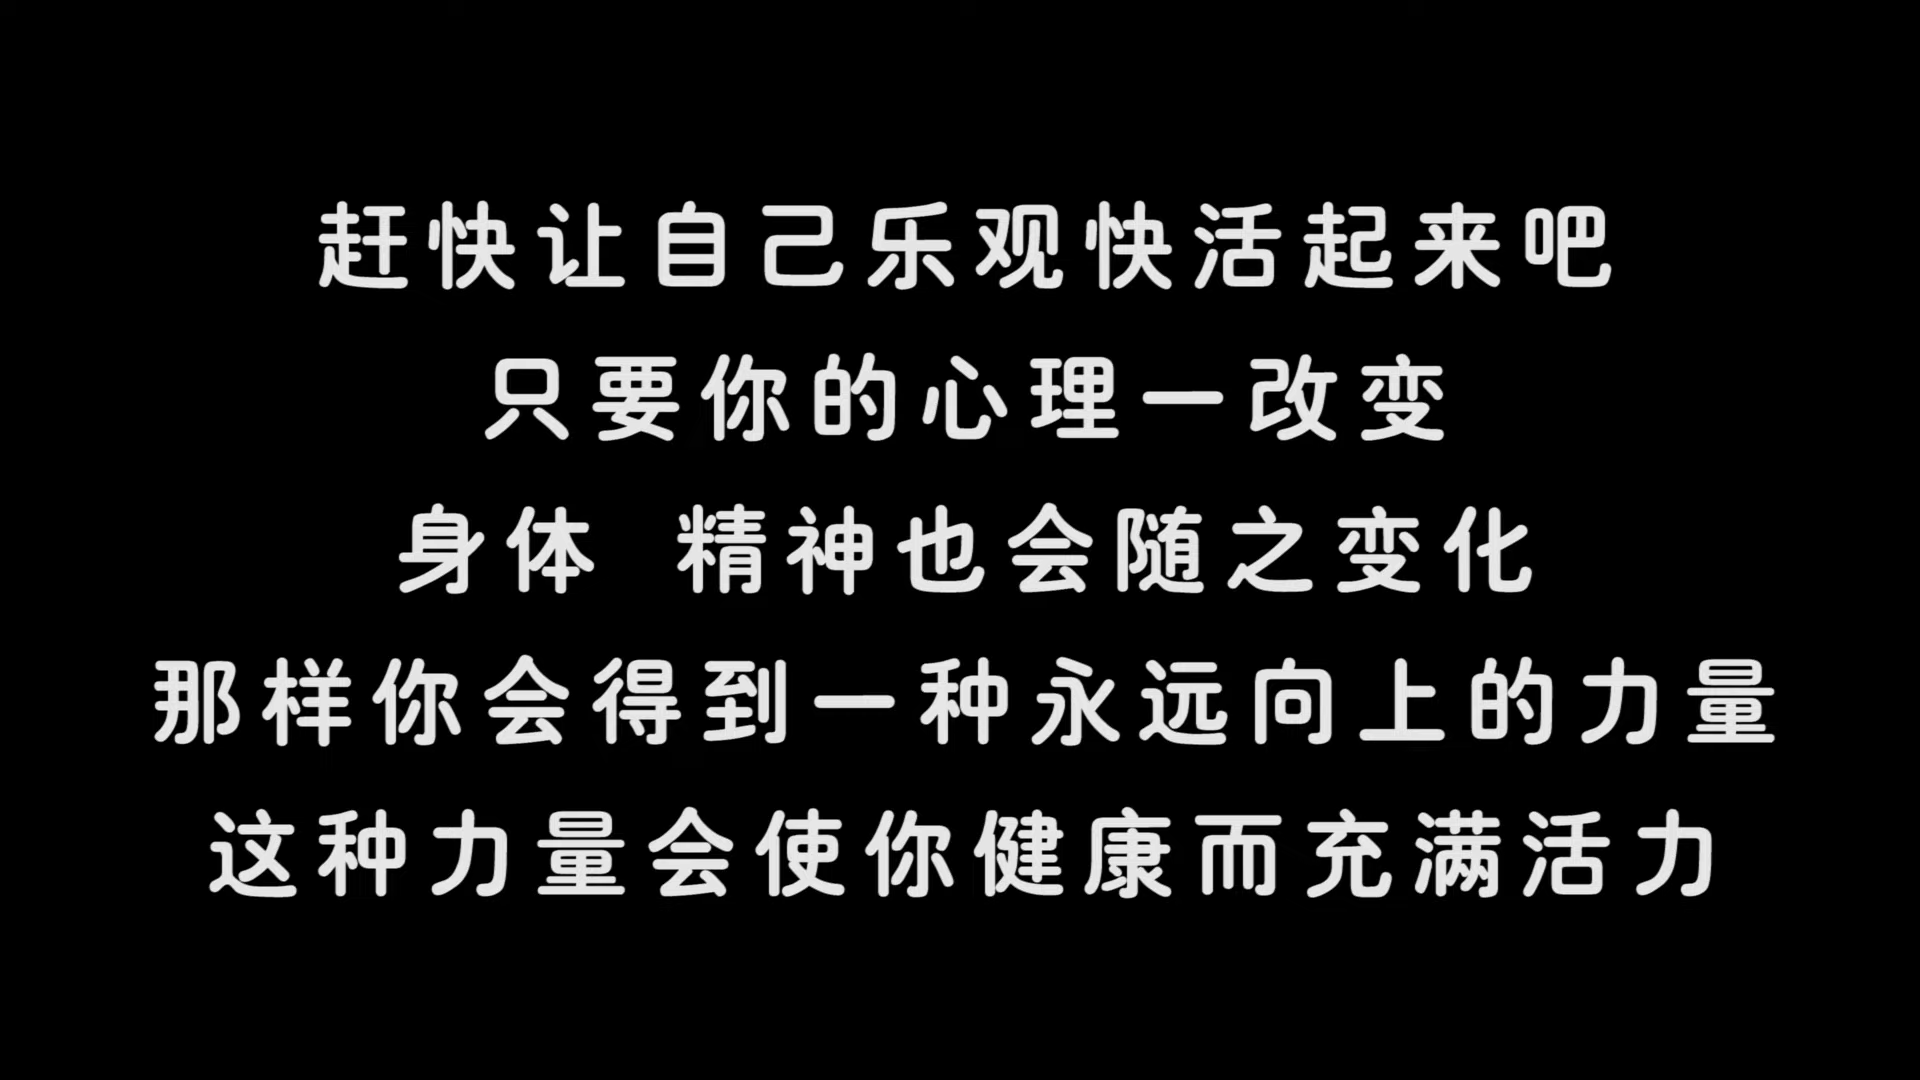 赶快让自己乐观快活起来吧
只要你的心理一改变
身体 精神也会随之变化
那样你会得到一种永远向上的力量
这种力量会使你健康而充满活力